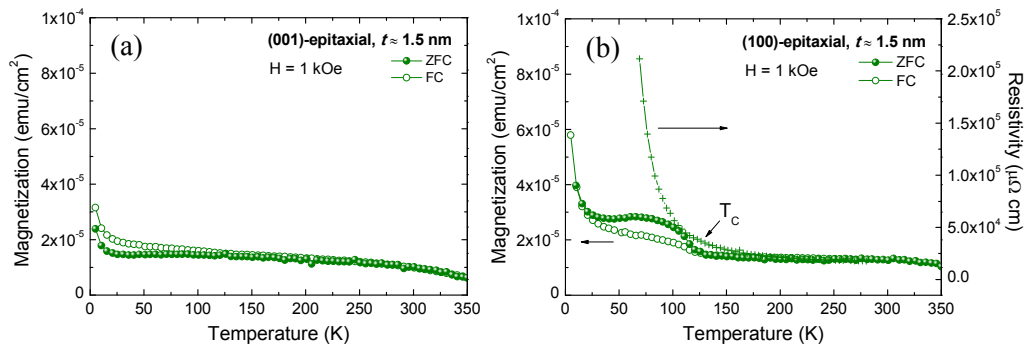 (a)
(001)-epitaxial, t ≈ 1.5 nm
H = 1 kOe
ZFC
FC
Magnetization (emu/cm²)
1x10⁻⁴
8x10⁻⁵
6x10⁻⁵
4x10⁻⁵
2x10⁻⁵
0
0 50 100 150 200 250 300 350
Temperature (K)
(b)
(100)-epitaxial, t ≈ 1.5 nm
H = 1 kOe
ZFC
FC
T_C
Magnetization (emu/cm²)
1x10⁻⁴
8x10⁻⁵
6x10⁻⁵
4x10⁻⁵
2x10⁻⁵
0
0 50 100 150 200 250 300 350
Temperature (K)
2.5x10⁵
2.0x10⁵
1.5x10⁵
1.0x10⁵
5.0x10⁴
0.0
Resistivity (μΩ cm)